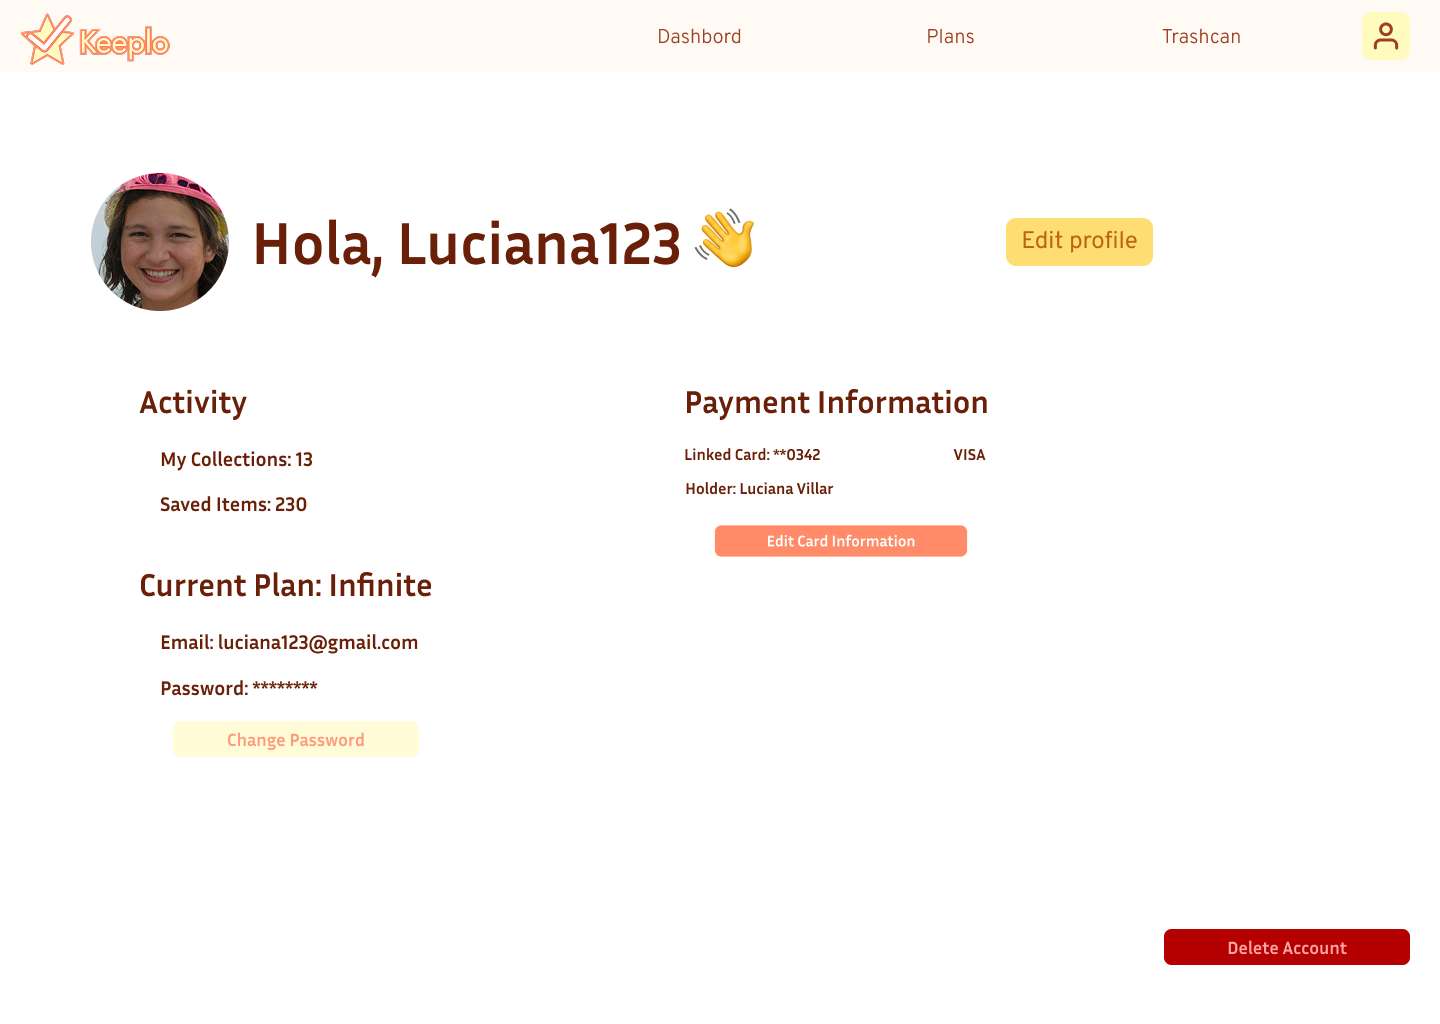 Keeplo
Dashbord
Plans
Trashcan
Hola, Luciana123 👋
Edit profile
Activity
My Collections: 13
Saved Items: 230
Current Plan: Infinite
Email: luciana123@gmail.com
Password: ********
Change Password
Payment Information
Linked Card: **0342
VISA
Holder: Luciana Villar
Edit Card Information
Delete Account